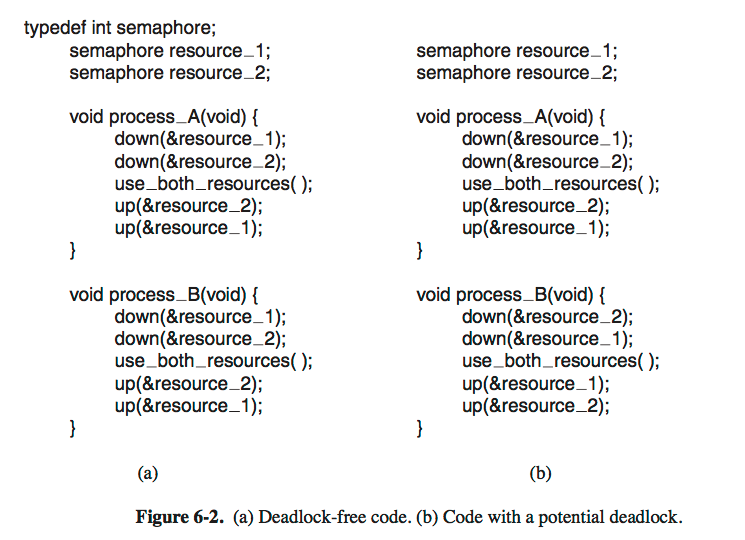 typedef int semaphore;
semaphore resource_1;
semaphore resource_2;
void process_A(void) {
down(&resource_1);
down(&resource_2);
use_both_resources( );
up(&resource_2);
up(&resource_1);
}
void process_B(void) {
down(&resource_1);
down(&resource_2);
use_both_resources( );
up(&resource_2);
up(&resource_1);
}
(a)
semaphore resource_1;
semaphore resource_2;
void process_A(void) {
down(&resource_1);
down(&resource_2);
use_both_resources( );
up(&resource_2);
up(&resource_1);
}
void process_B(void) {
down(&resource_2);
down(&resource_1);
use_both_resources( );
up(&resource_1);
up(&resource_2);
}
(b)
Figure 6-2. (a) Deadlock-free code. (b) Code with a potential deadlock.